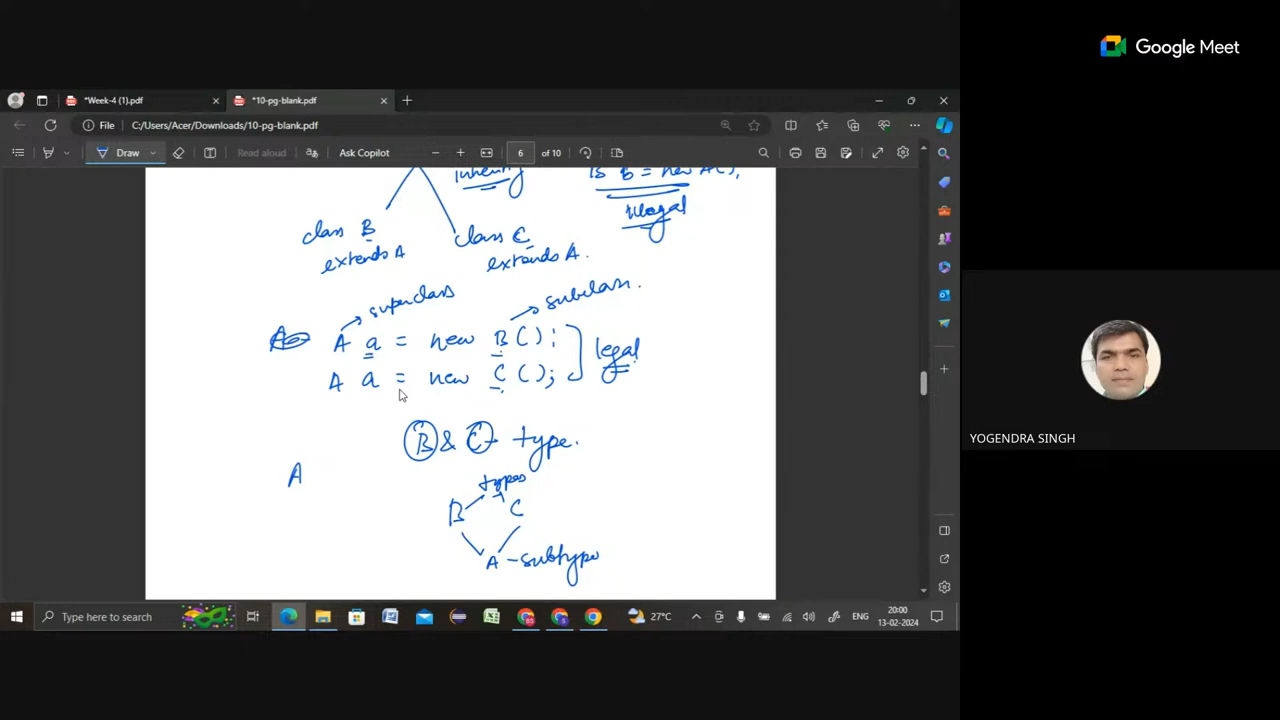 Google Meet
*Week-4 (1).pdf
*10-pg-blank.pdf
File
C:/Users/Acer/Downloads/10-pg-blank.pdf
Draw
Read aloud
Ask Copilot
6 of 10
B B = new A();
illegal
class B
extends A
class C
extends A.
superclass
subclass.
A a = new B();
A a = new C();
legal
B & C type.
A
types
B C
A - subtype
YOGENDRA SINGH
Type here to search
27°C
ENG
20:00
13-02-2024